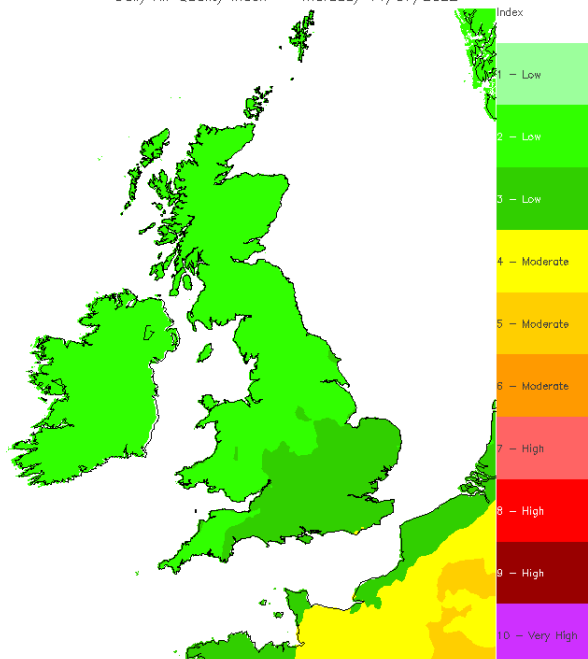 Index
1 - Low
2 - Low
3 - Low
4 - Moderate
5 - Moderate
6 - Moderate
7 - High
8 - High
9 - High
10 - Very High